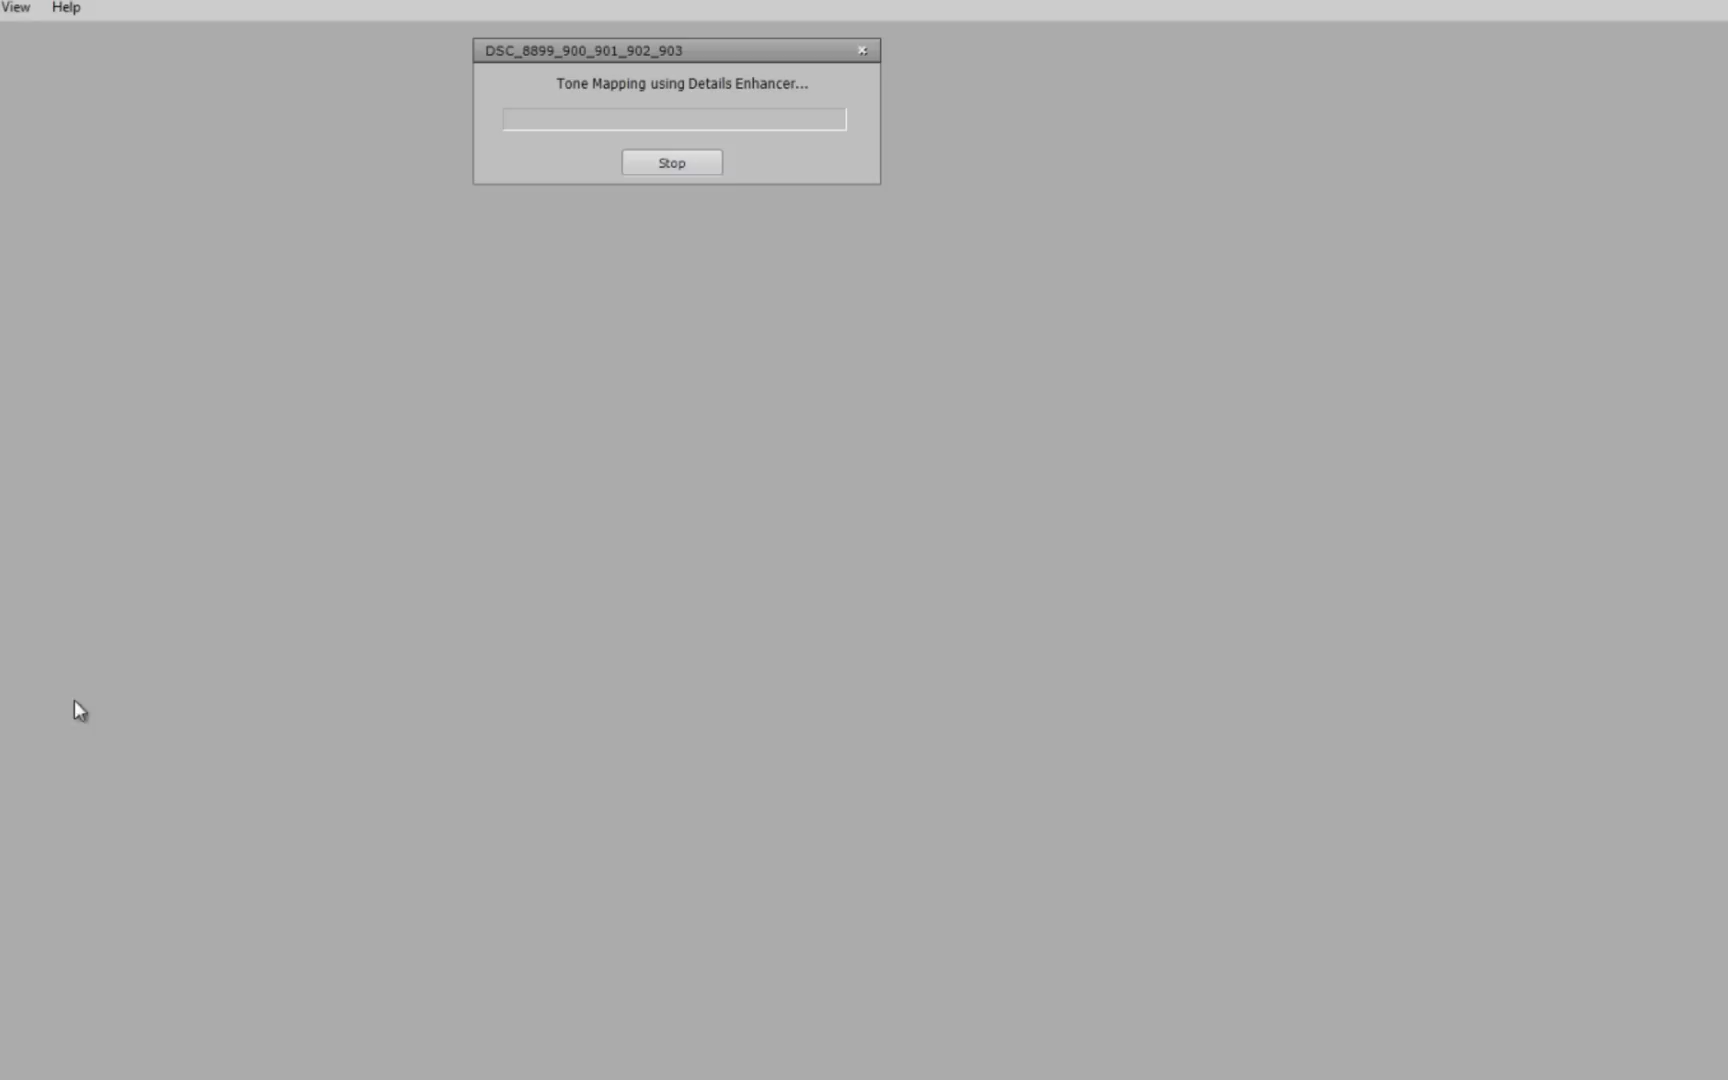 View Help
DSC_8899_900_901_902_903
Tone Mapping using Details Enhancer...
Stop